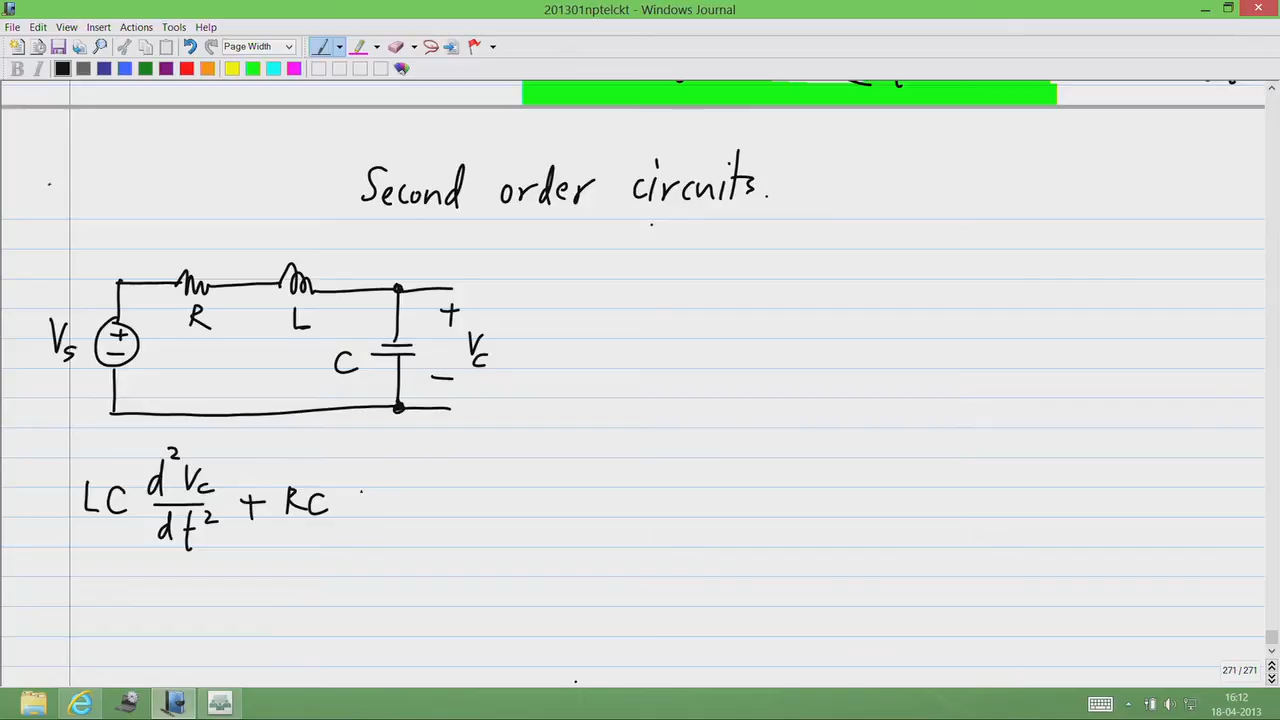 201301nptelckt - Windows Journal
File Edit View Insert Actions Tools Help
Page Width
B I
Second order circuits.
R L
+
Vs + − C Vc
−
LC d²Vc/dt² + RC
271 / 271
16:12
18-04-2013